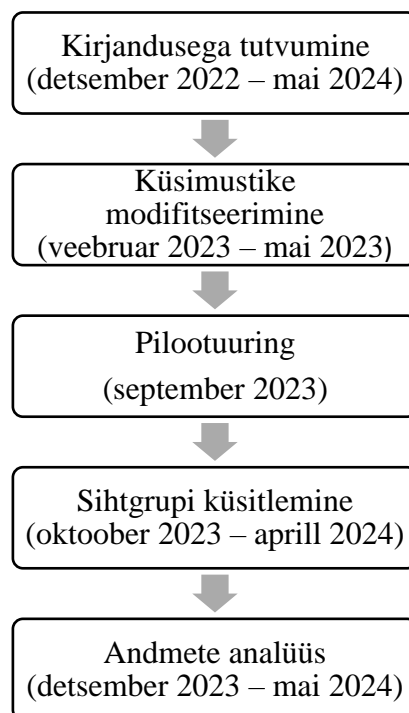 Kirjandusega tutvumine
(detsember 2022 – mai 2024)
Küsimustike
modifitseerimine
(veebruar 2023 – mai 2023)
Pilootuuring
(september 2023)
Sihtgrupi küsitlemine
(oktoober 2023 – aprill 2024)
Andmete analüüs
(detsember 2023 – mai 2024)